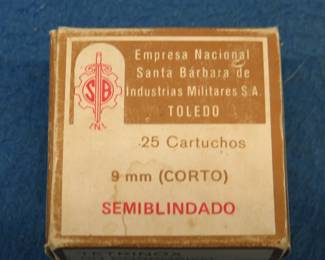 Empresa Nacional
Santa Bárbara de
Industrias Militares S.A.
TOLEDO
SB
25 Cartuchos
9 mm (CORTO)
SEMIBLINDADO